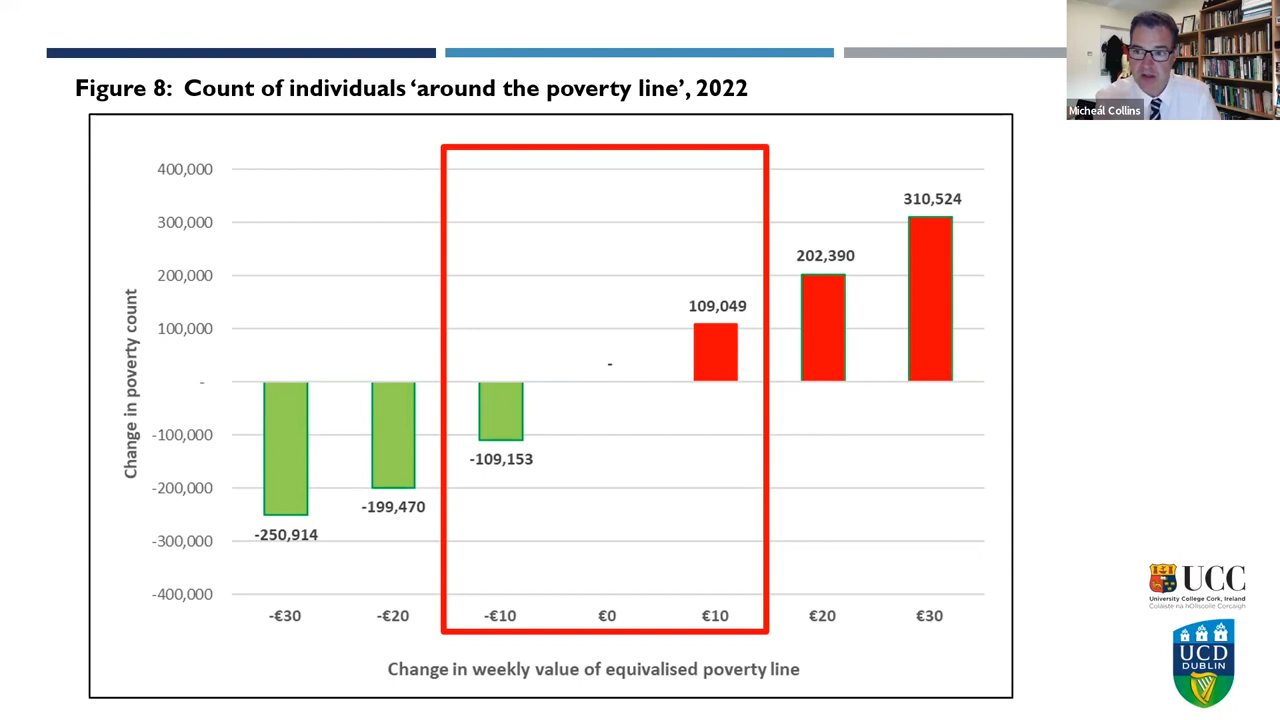 Figure 8: Count of individuals ‘around the poverty line’, 2022
Micheál Collins
Change in poverty count
400,000
300,000
200,000
100,000
-
-100,000
-200,000
-300,000
-400,000
-250,914
-199,470
-109,153
-
109,049
202,390
310,524
-€30 -€20 -€10 €0 €10 €20 €30
Change in weekly value of equivalised poverty line
UCC
University College Cork, Ireland
Coláiste na hOllscoile Corcaigh
UCD
DUBLIN